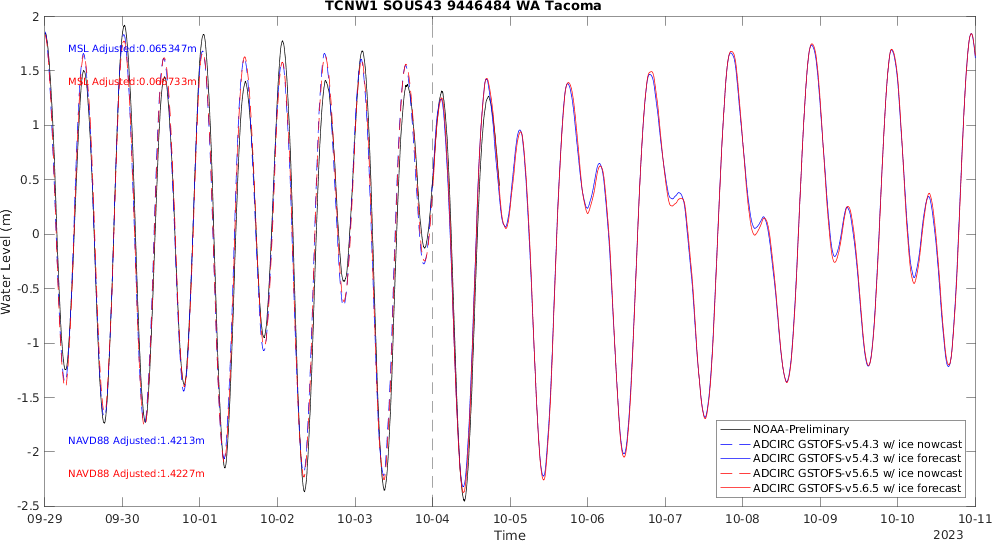 TCNW1 SOUS43 9446484 WA Tacoma
2
1.5
1
0.5
0
-0.5
-1
-1.5
-2
-2.5
Water Level (m)
MSL Adjusted:0.065347m
MSL Adjusted:0.066733m
NAVD88 Adjusted:1.4213m
NAVD88 Adjusted:1.4227m
NOAA-Preliminary
ADCIRC GSTOFS-v5.4.3 w/ ice nowcast
ADCIRC GSTOFS-v5.4.3 w/ ice forecast
ADCIRC GSTOFS-v5.6.5 w/ ice nowcast
ADCIRC GSTOFS-v5.6.5 w/ ice forecast
09-29 09-30 10-01 10-02 10-03 10-04 10-05 10-06 10-07 10-08 10-09 10-10 10-11
Time
2023